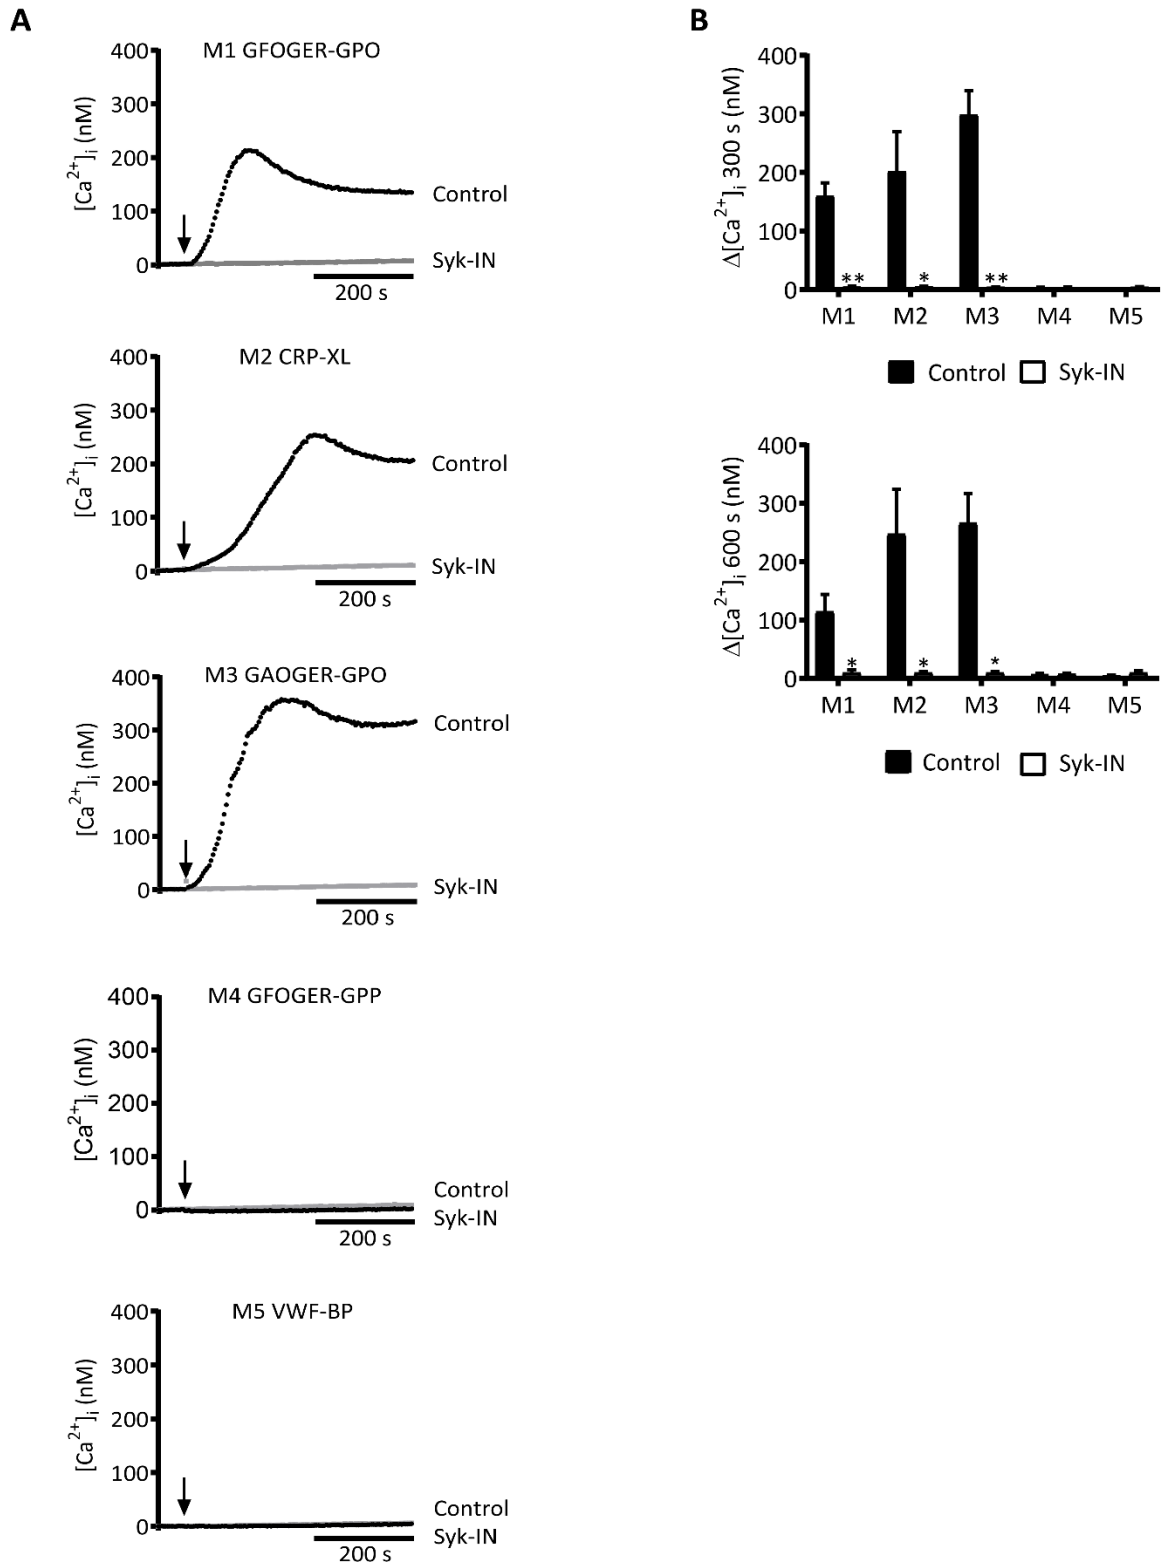 A
M1 GFOGER-GPO
400
300
200
100
0
[Ca2+]i (nM)
Control
Syk-IN
200 s
M2 CRP-XL
400
300
200
100
0
[Ca2+]i (nM)
Control
Syk-IN
200 s
M3 GAOGER-GPO
400
300
200
100
0
[Ca2+]i (nM)
Control
Syk-IN
200 s
M4 GFOGER-GPP
400
300
200
100
0
[Ca2+]i (nM)
Control
Syk-IN
200 s
M5 VWF-BP
400
300
200
100
0
[Ca2+]i (nM)
Control
Syk-IN
200 s
B
400
300
200
100
0
Δ[Ca2+]i 300 s (nM)
** * **
M1 M2 M3 M4 M5
Control Syk-IN
400
300
200
100
0
Δ[Ca2+]i 600 s (nM)
* * *
M1 M2 M3 M4 M5
Control Syk-IN